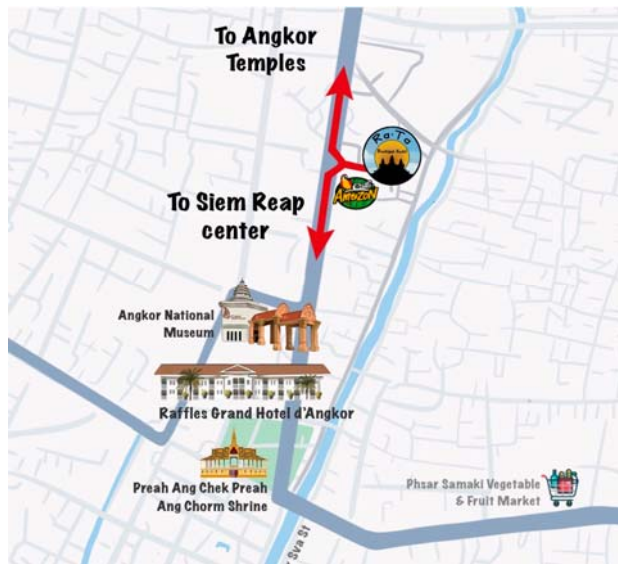 To Angkor
Temples
Ra-Ta
AMAZON
To Siem Reap
center
Angkor National
Museum
Raffles Grand Hotel d'Angkor
Preah Ang Chek Preah
Ang Chorm Shrine
Phsar Samaki Vegetable
& Fruit Market
Sva St